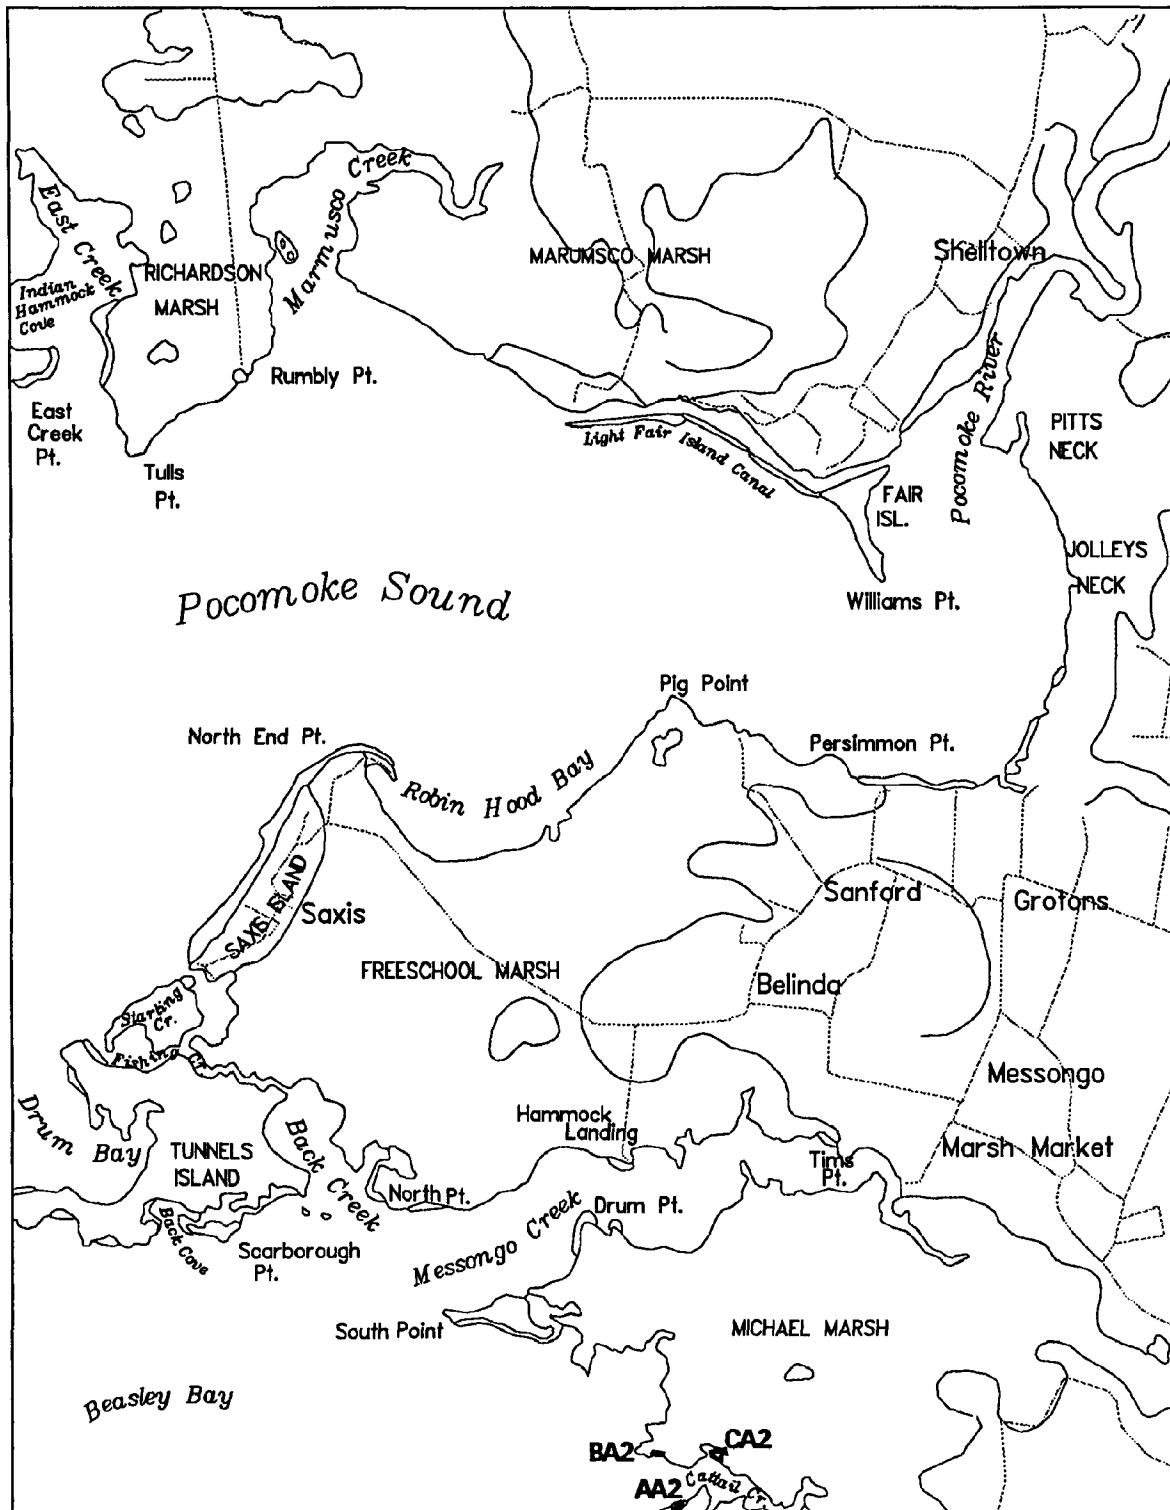 Marmusco Creek
East Creek
MARUMSCO MARSH
Shelltown
RICHARDSON
MARSH
Indian
Hammock
Cove
Rumbly Pt.
Pocomoke River
East
Creek
Pt.
PITTS
NECK
Light Fair Island Canal
Tulls
Pt.
FAIR
ISL.
JOLLEYS
NECK
Pocomoke Sound
Williams Pt.
Pig Point
North End Pt.
Persimmon Pt.
Robin Hood Bay
SAXIS ISLAND
Saxis
Sanford
Grotons
FREESCHOOL MARSH
Belinda
Starling
Cr.
Fishing Cr.
Messongo
Drum Bay
Hammock
Landing
Back Creek
TUNNELS
ISLAND
Marsh Market
Tims
Pt.
North Pt.
Drum Pt.
Messongo Creek
Back Cove
Scarborough
Pt.
South Point
MICHAEL MARSH
Beasley Bay
BA2
CA2
Cattail Cr.
AA2